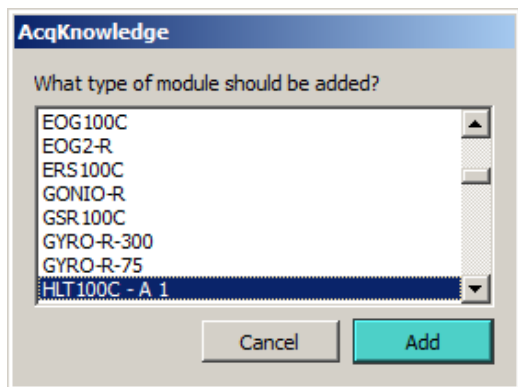 AcqKnowledge
What type of module should be added?
EOG100C
EOG2-R
ERS100C
GONIO-R
GSR100C
GYRO-R-300
GYRO-R-75
HLT100C - A 1
Cancel
Add